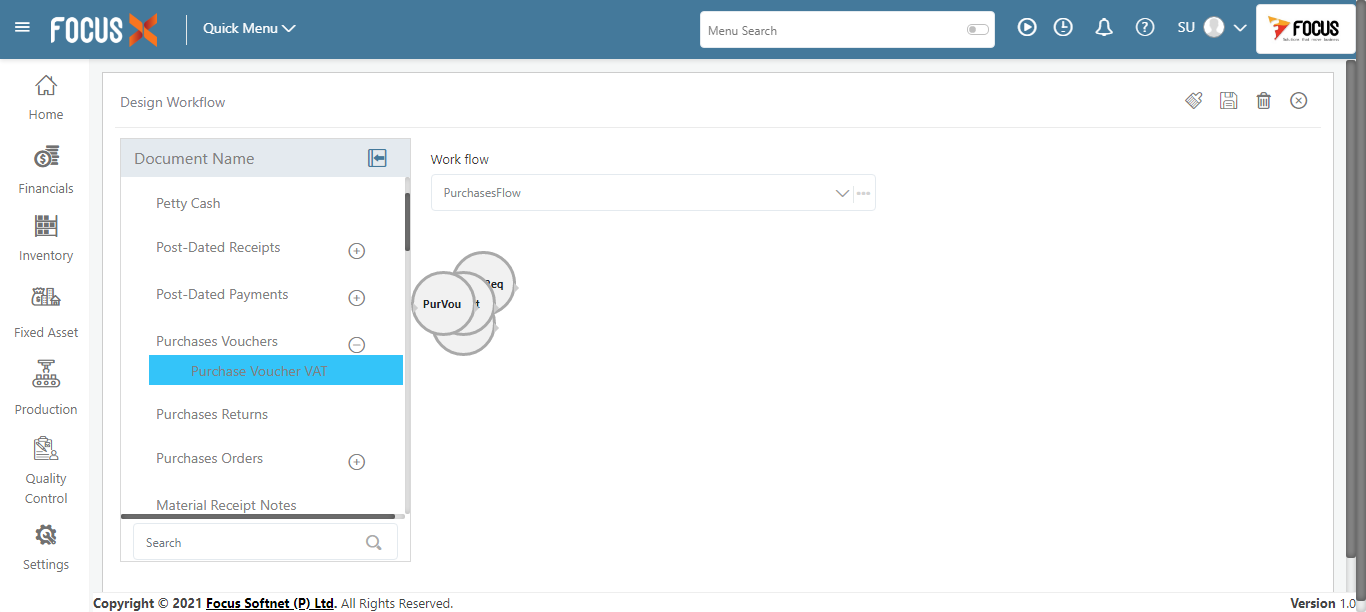 FOCUS X
Quick Menu
Menu Search
SU
FOCUS
Home
Financials
Inventory
Fixed Asset
Production
Quality
Control
Settings
Design Workflow
Document Name
Petty Cash
Post-Dated Receipts
Post-Dated Payments
Purchases Vouchers
Purchase Voucher VAT
Purchases Returns
Purchases Orders
Material Receipt Notes
Search
Work flow
PurchasesFlow
PurVou
Copyright © 2021 Focus Softnet (P) Ltd. All Rights Reserved.
Version 1.0